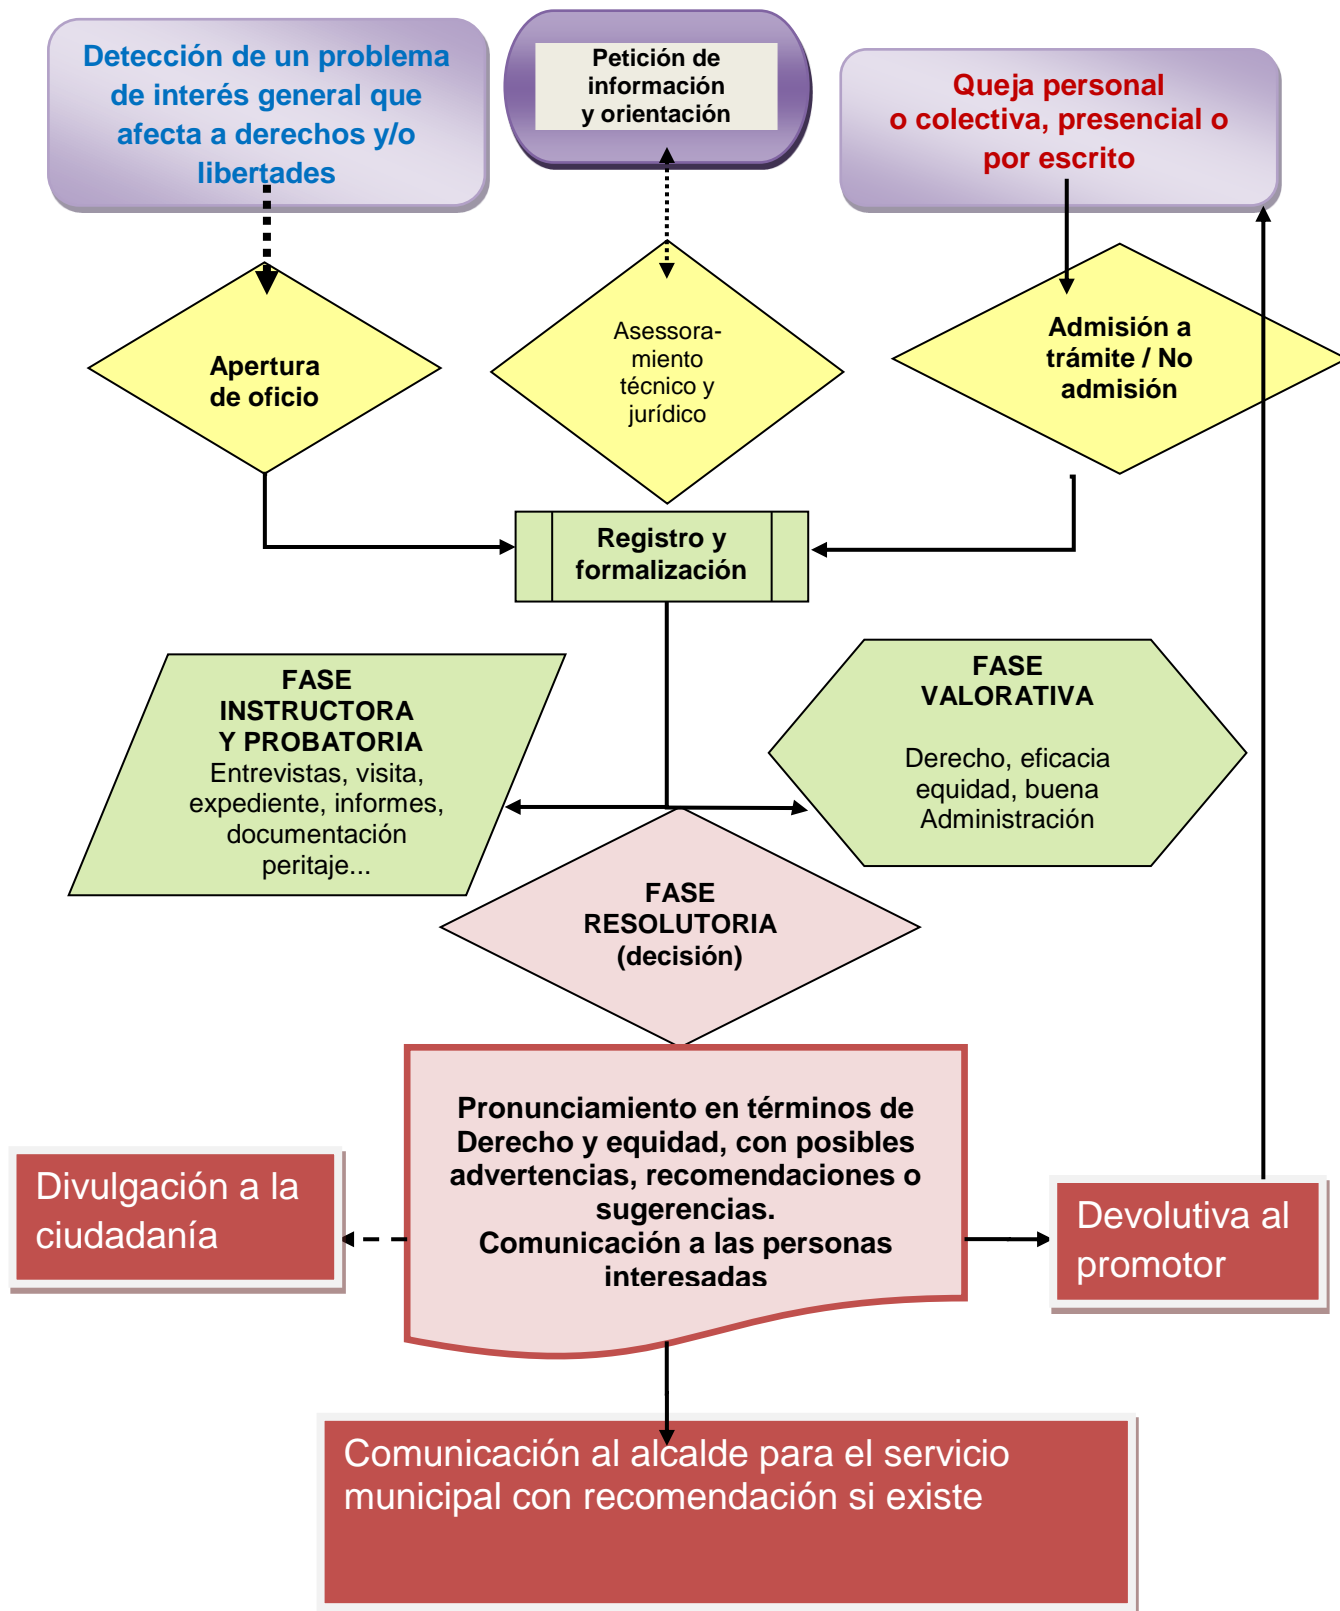 Detección de un problema
de interés general que
afecta a derechos y/o
libertades
Petición de
información
y orientación
Queja personal
o colectiva, presencial o
por escrito
Apertura
de oficio
Asessora-
miento
técnico y
jurídico
Admisión a
trámite / No
admisión
Registro y
formalización
FASE
INSTRUCTORA
Y PROBATORIA
Entrevistas, visita,
expediente, informes,
documentación
peritaje...
FASE
VALORATIVA
Derecho, eficacia
equidad, buena
Administración
FASE
RESOLUTORIA
(decisión)
Pronunciamiento en términos de
Derecho y equidad, con posibles
advertencias, recomendaciones o
sugerencias.
Comunicación a las personas
interesadas
Divulgación a la
ciudadanía
Devolutiva al
promotor
Comunicación al alcalde para el servicio
municipal con recomendación si existe